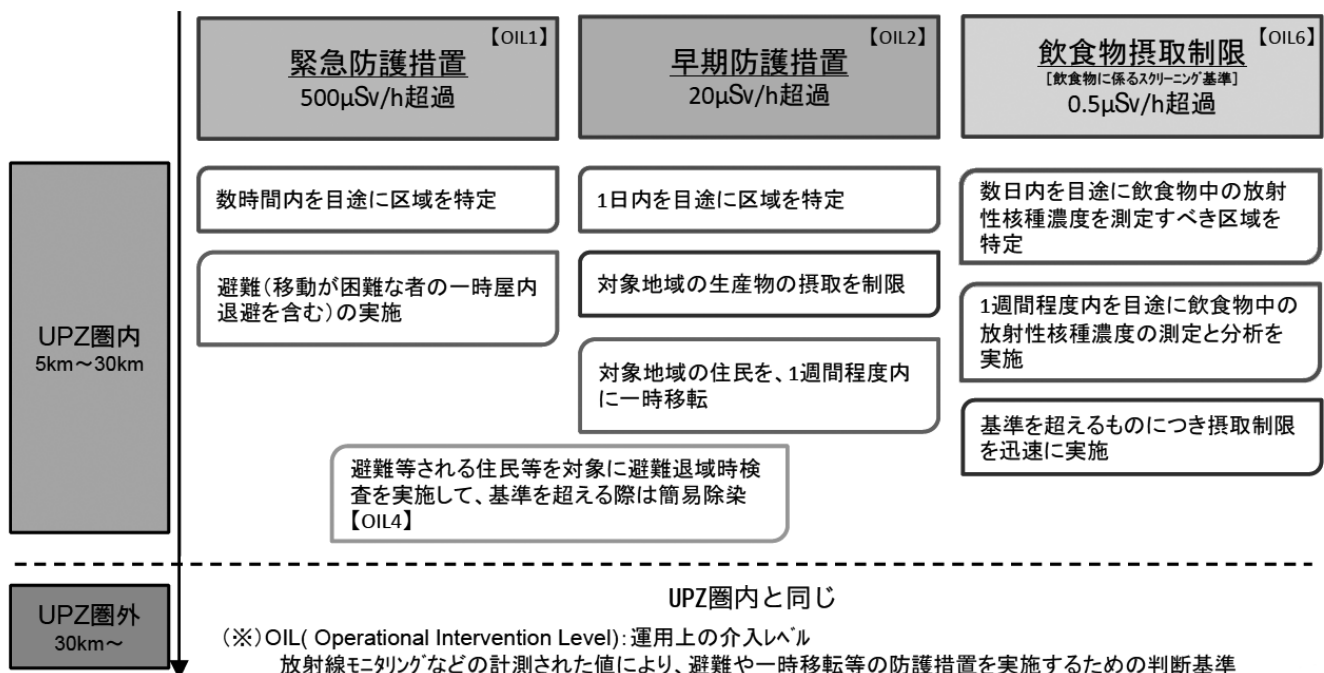 緊急防護措置
【OIL1】
500μSv/h超過
早期防護措置
【OIL2】
20μSv/h超過
飲食物摂取制限
【OIL6】
[飲食物に係るスクリーニング基準]
0.5μSv/h超過
UPZ圏内
5km～30km
数時間内を目途に区域を特定
避難(移動が困難な者の一時屋内
退避を含む)の実施
1日内を目途に区域を特定
対象地域の生産物の摂取を制限
対象地域の住民を、1週間程度内
に一時移転
数日内を目途に飲食物中の放射
性核種濃度を測定すべき区域を
特定
1週間程度内を目途に飲食物中の
放射性核種濃度の測定と分析を
実施
基準を超えるものにつき摂取制限
を迅速に実施
避難等される住民等を対象に避難退域時検
査を実施して、基準を超える際は簡易除染
【OIL4】
UPZ圏外
30km～
UPZ圏内と同じ
(※)OIL( Operational Intervention Level):運用上の介入レベル
放射線モニタリングなどの計測された値により、避難や一時移転等の防護措置を実施するための判断基準